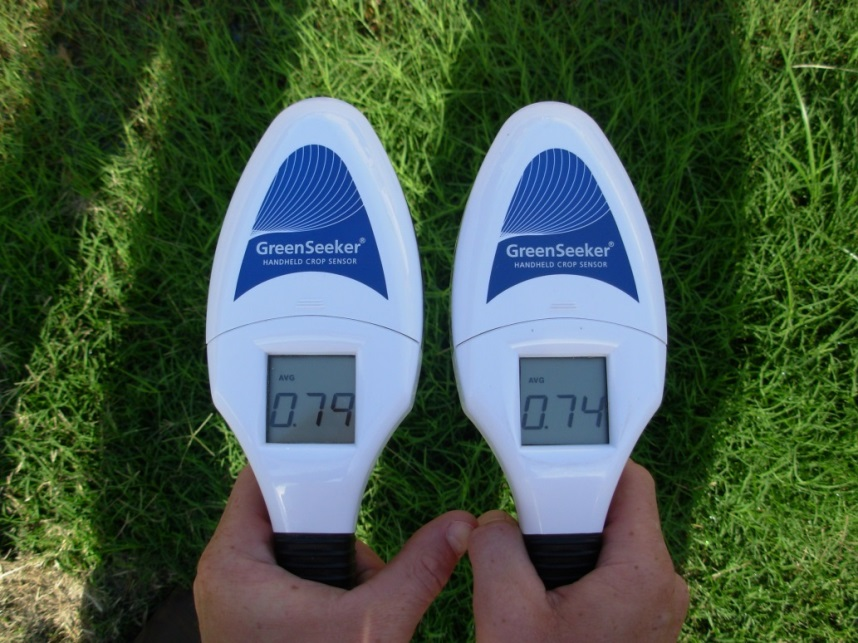 GreenSeeker®
HANDHELD CROP SENSOR
AVG
0.79
GreenSeeker®
HANDHELD CROP SENSOR
AVG
0.74